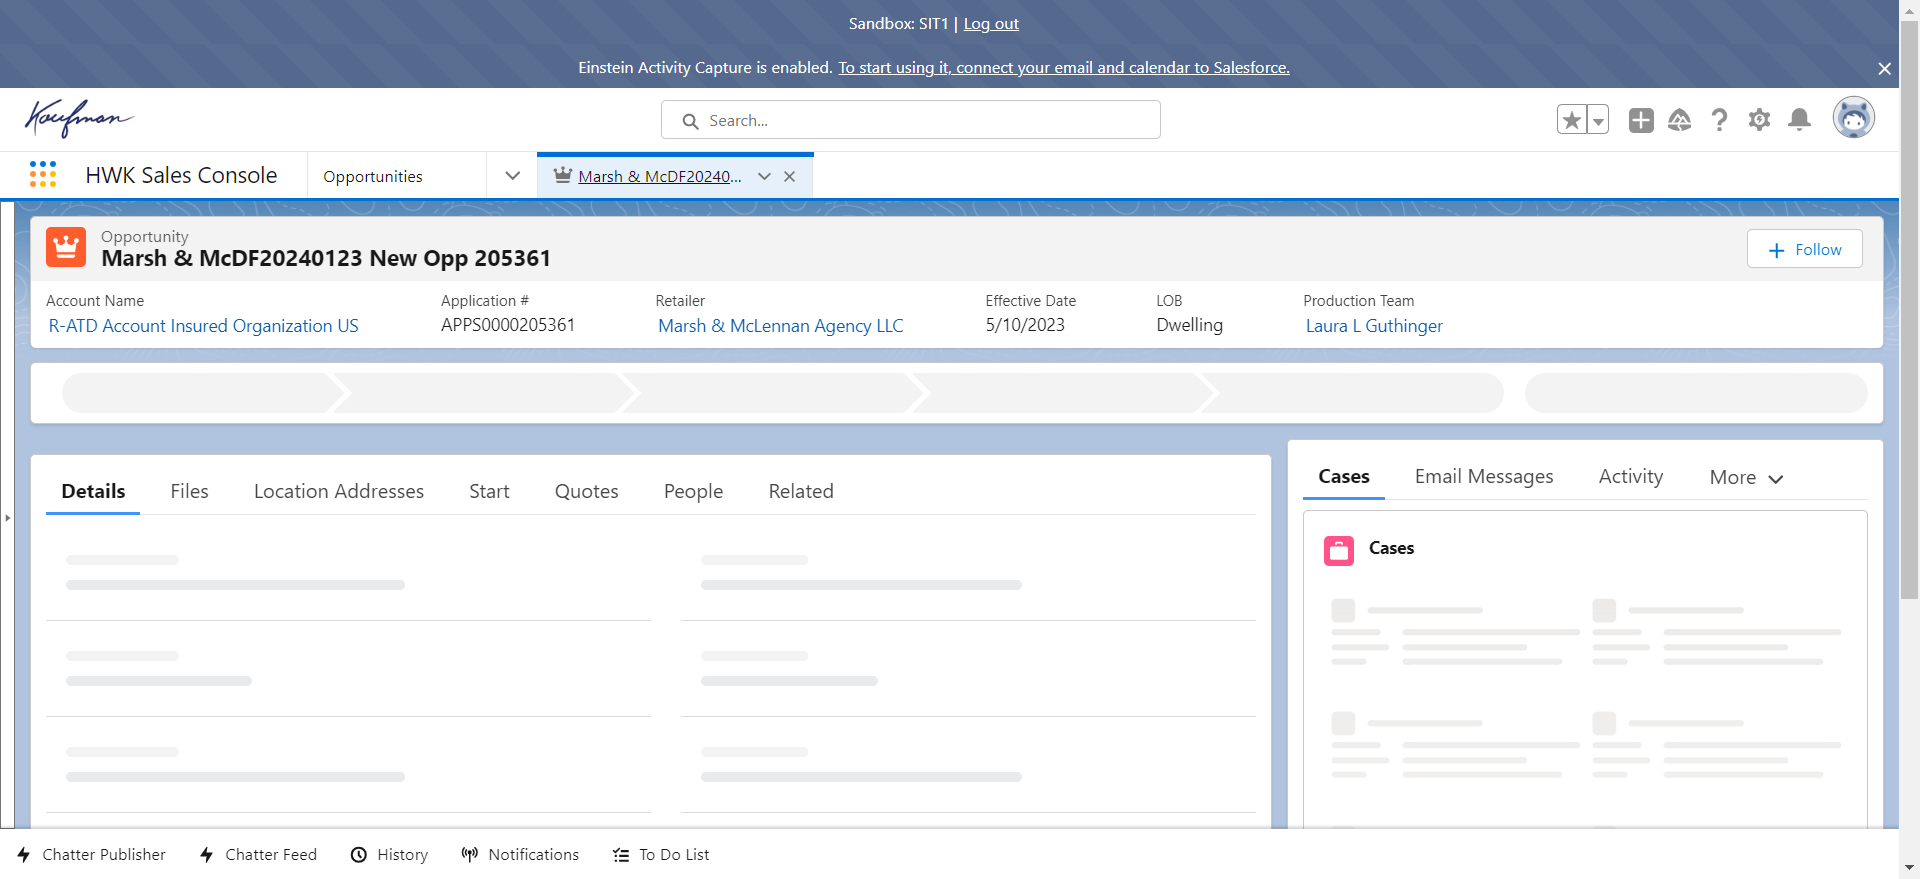 Sandbox: SIT1 | Log out
Einstein Activity Capture is enabled. To start using it, connect your email and calendar to Salesforce.
Kaufman
Search...
HWK Sales Console
Opportunities
Marsh & McDF20240...
Opportunity
Marsh & McDF20240123 New Opp 205361
Follow
Account Name
R-ATD Account Insured Organization US
Application #
APPS0000205361
Retailer
Marsh & McLennan Agency LLC
Effective Date
5/10/2023
LOB
Dwelling
Production Team
Laura L Guthinger
Details Files Location Addresses Start Quotes People Related
Cases Email Messages Activity More
Cases
Chatter Publisher Chatter Feed History Notifications To Do List